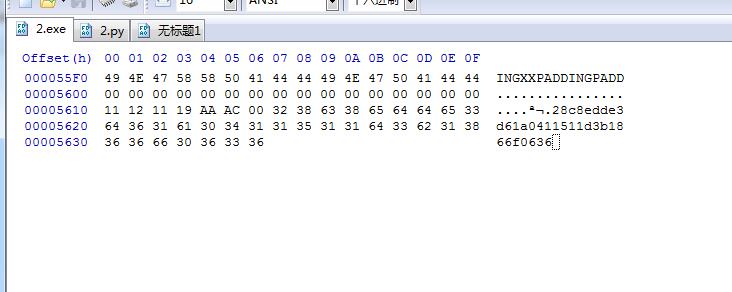 16 ANSI 十六进制
2.exe 2.py 无标题1
Offset(h) 00 01 02 03 04 05 06 07 08 09 0A 0B 0C 0D 0E 0F
000055F0 49 4E 47 58 58 50 41 44 44 49 4E 47 50 41 44 44 INGXXPADDINGPADD
00005600 00 00 00 00 00 00 00 00 00 00 00 00 00 00 00 00 ................
00005610 11 12 11 19 AA AC 00 32 38 63 38 65 64 64 65 33 ....ª¬.28c8edde3
00005620 64 36 31 61 30 34 31 31 35 31 31 64 33 62 31 38 d61a0411511d3b18
00005630 36 36 66 30 36 33 36 66f0636